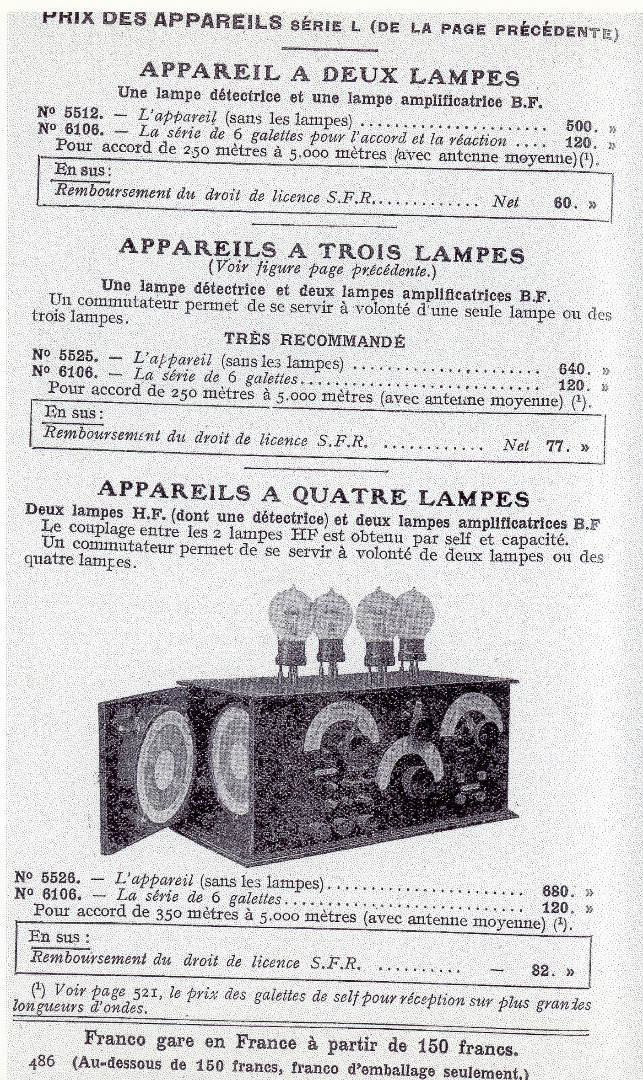 PRIX DES APPAREILS SÉRIE L (DE LA PAGE PRÉCÉDENTE)
APPAREIL A DEUX LAMPES
Une lampe détectrice et une lampe amplificatrice B.F.
Nº 5512. — L'appareil (sans les lampes) ...................... 500. »
Nº 6106. — La série de 6 galettes pour l'accord et la réaction .... 120. »
Pour accord de 250 mètres à 5.000 mètres (avec antenne moyenne)(¹).
En sus:
Remboursement du droit de licence S.F.R............. Net 60. »
APPAREILS A TROIS LAMPES
(Voir figure page précédente.)
Une lampe détectrice et deux lampes amplificatrices B.F.
Un commutateur permet de se servir à volonté d'une seule lampe ou des
trois lampes.
TRÈS RECOMMANDÉ
Nº 5525. — L'appareil (sans les lampes) ...................... 640. »
Nº 6106. — La série de 6 galettes............................ 120. »
Pour accord de 250 mètres à 5.000 mètres (avec antenne moyenne) (¹).
En sus:
Remboursement du droit de licence S.F.R. ............ Net 77. »
APPAREILS A QUATRE LAMPES
Deux lampes H.F. (dont une détectrice) et deux lampes amplificatrices B.F
Le couplage entre les 2 lampes HF est obtenu par self et capacité.
Un commutateur permet de se servir à volonté de deux lampes ou des
quatre lampes.
Nº 5526. — L'appareil (sans les lampes)........................ 680. »
Nº 6106. — La série de 6 galettes............................ 120. »
Pour accord de 350 mètres à 5.000 mètres (avec antenne moyenne) (¹).
En sus :
Remboursement du droit de licence S.F.R. .......... — 82. »
(¹) Voir page 521, le prix des galettes de self pour réception sur plus grandes
longueurs d'ondes.
Franco gare en France à partir de 150 francs.
486 (Au-dessous de 150 francs, franco d'emballage seulement.)